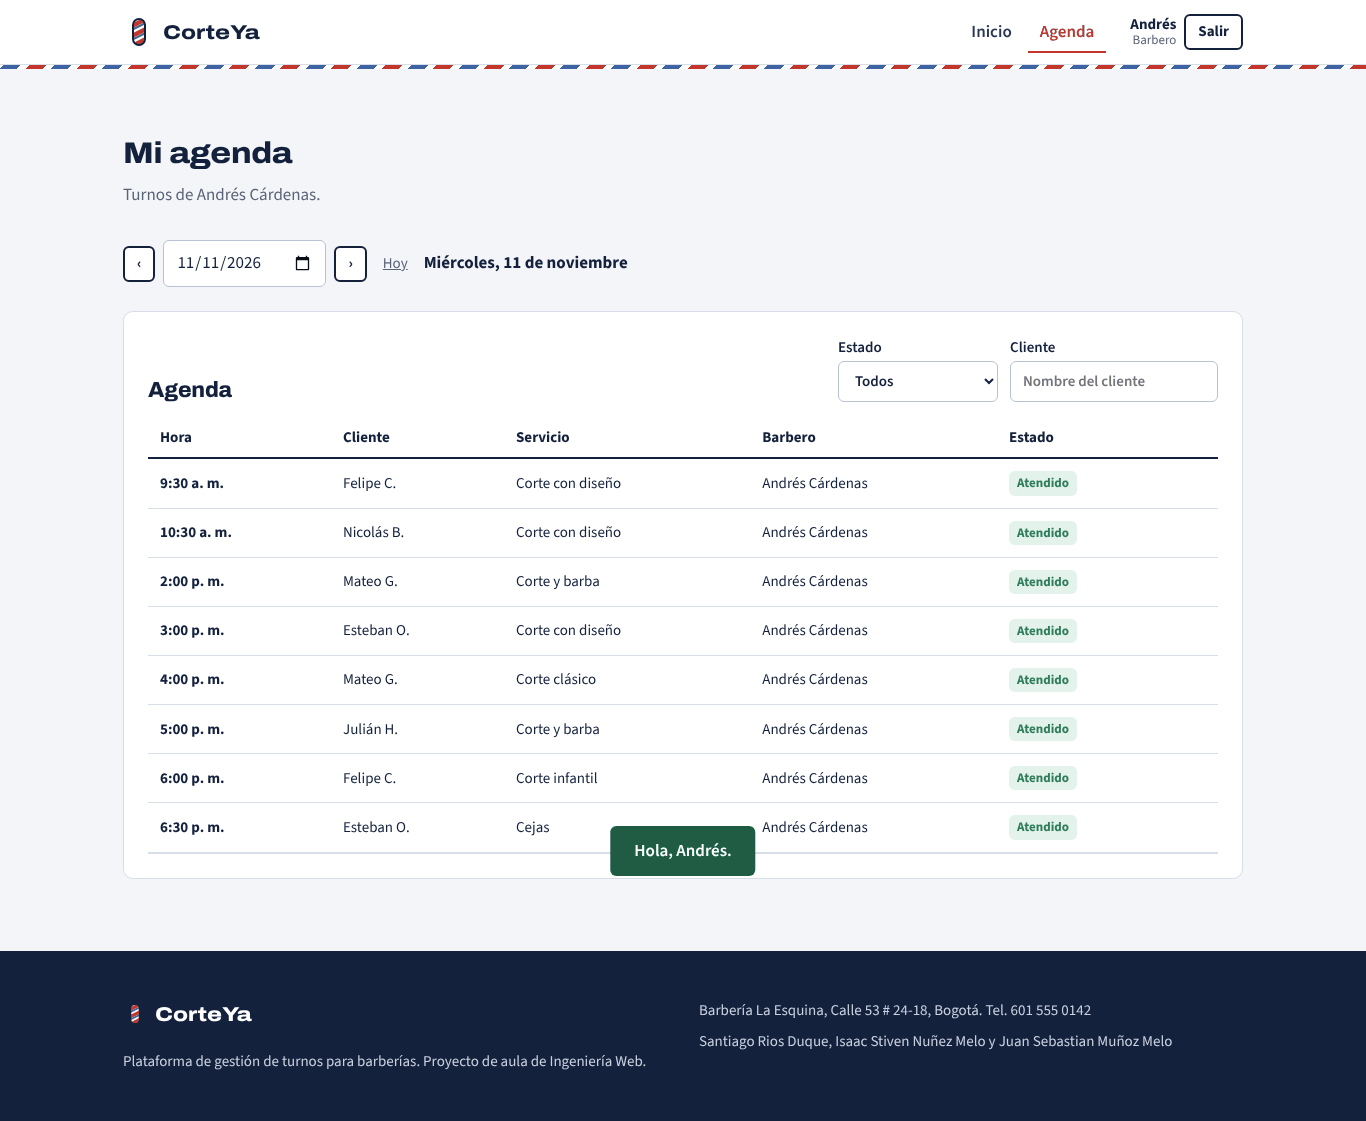 CorteYa
Inicio
Agenda
Andrés
Barbero
Salir
Mi agenda
Turnos de Andrés Cárdenas.
‹
11/11/2026
›
Hoy
Miércoles, 11 de noviembre
Agenda
Estado
Todos
Cliente
Nombre del cliente
Hora Cliente Servicio Barbero Estado
9:30 a. m. Felipe C. Corte con diseño Andrés Cárdenas Atendido
10:30 a. m. Nicolás B. Corte con diseño Andrés Cárdenas Atendido
2:00 p. m. Mateo G. Corte y barba Andrés Cárdenas Atendido
3:00 p. m. Esteban O. Corte con diseño Andrés Cárdenas Atendido
4:00 p. m. Mateo G. Corte clásico Andrés Cárdenas Atendido
5:00 p. m. Julián H. Corte y barba Andrés Cárdenas Atendido
6:00 p. m. Felipe C. Corte infantil Andrés Cárdenas Atendido
6:30 p. m. Esteban O. Cejas Andrés Cárdenas Atendido
Hola, Andrés.
CorteYa
Plataforma de gestión de turnos para barberías. Proyecto de aula de Ingeniería Web.
Barbería La Esquina, Calle 53 # 24-18, Bogotá. Tel. 601 555 0142
Santiago Rios Duque, Isaac Stiven Nuñez Melo y Juan Sebastian Muñoz Melo